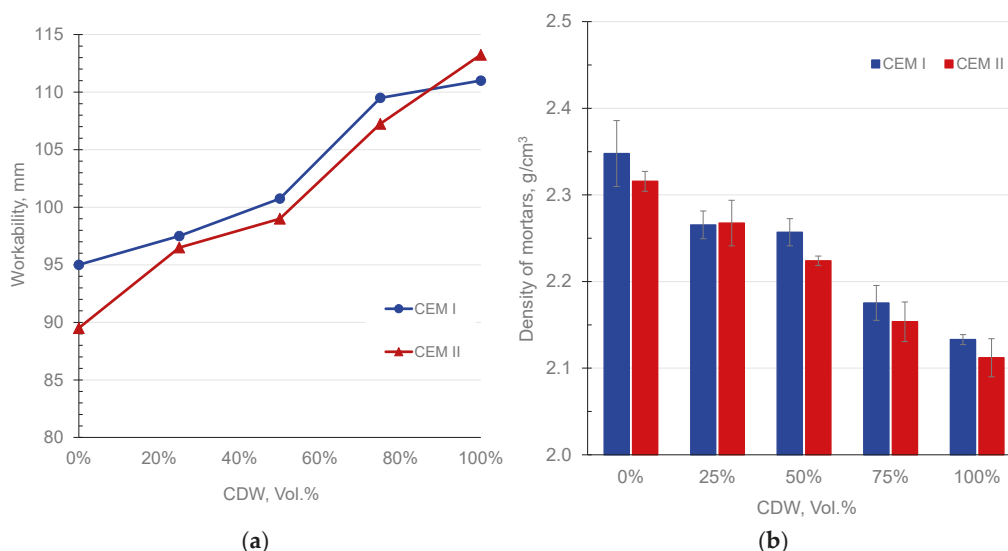 115
110
105
100
95
90
85
80
Workability, mm
CEM I
CEM II
0%
20%
40%
60%
80%
100%
CDW, Vol.%
(a)
2.5
2.4
2.3
2.2
2.1
2.0
Density of mortars, g/cm³
CEM I
CEM II
0%
25%
50%
75%
100%
CDW, Vol.%
(b)